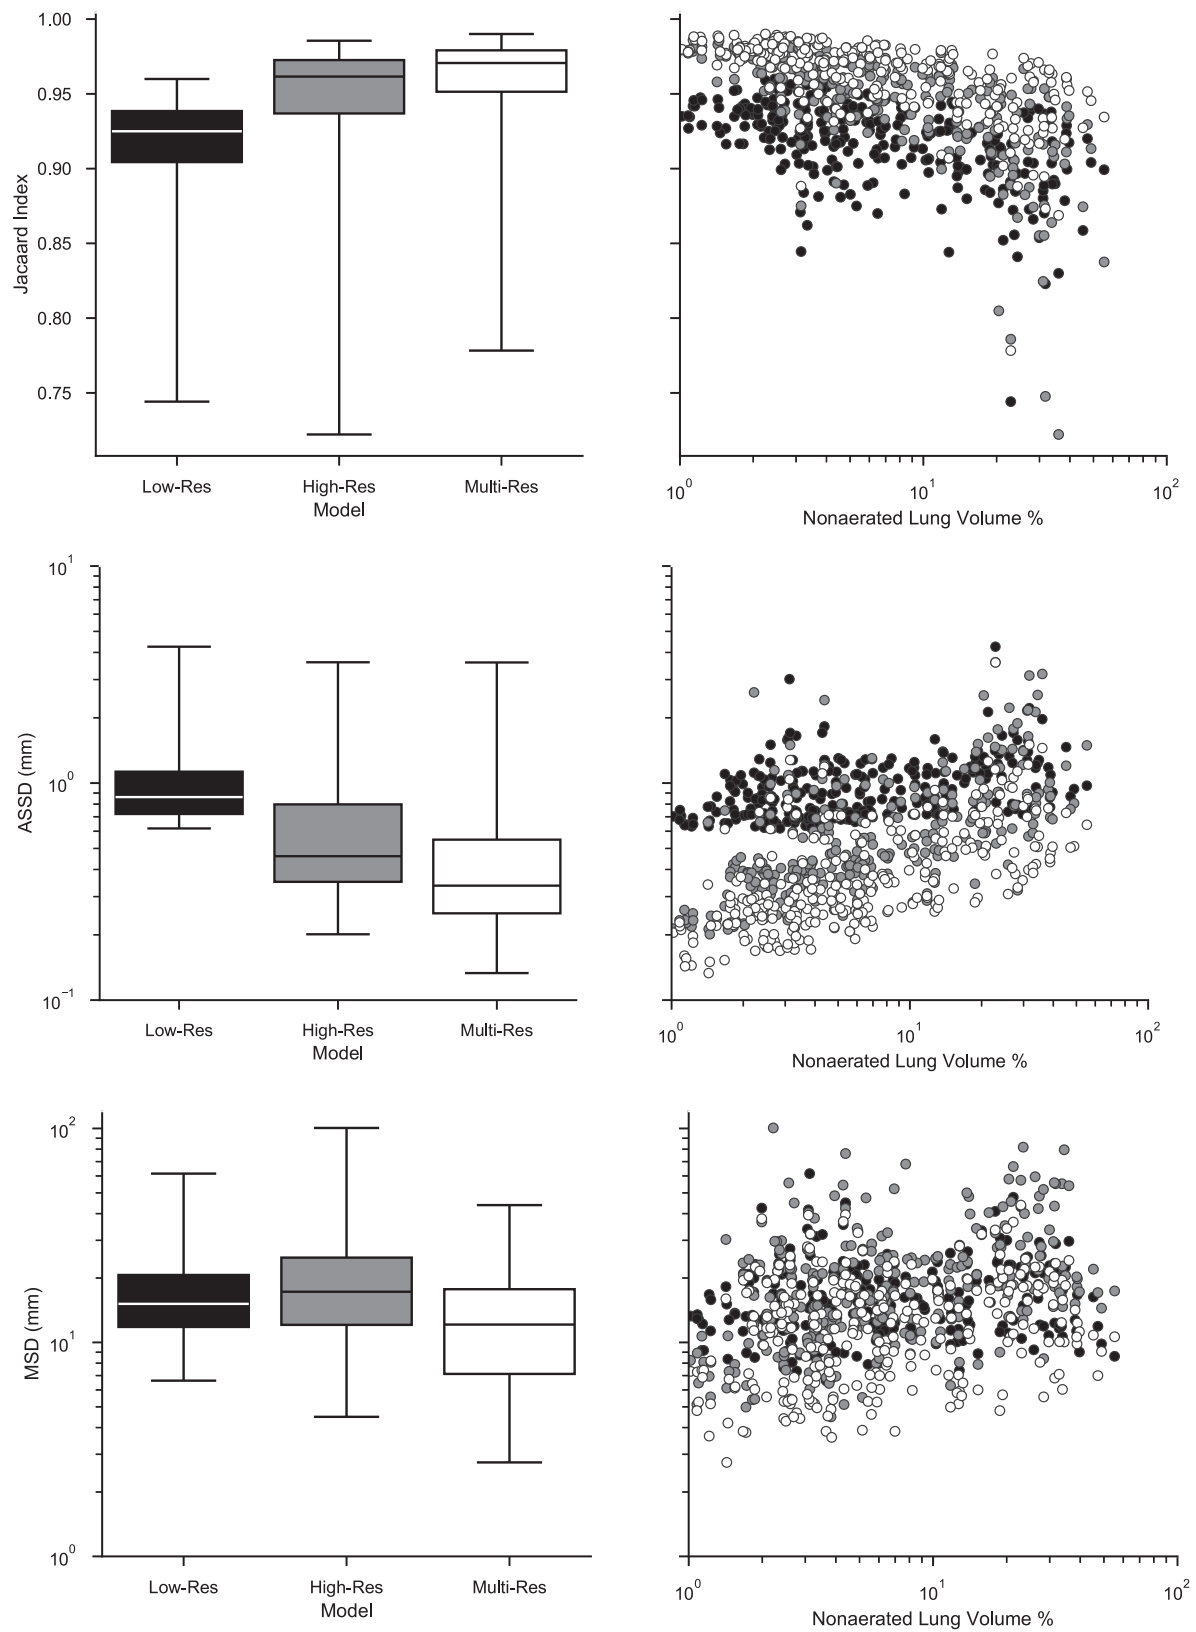 1.00
0.95
0.90
0.85
0.80
0.75
Jacaard Index
Low-Res High-Res Multi-Res
Model
10⁰ 10¹ 10²
Nonaerated Lung Volume %
10¹
10⁰
10⁻¹
ASSD (mm)
Low-Res High-Res Multi-Res
Model
10⁰ 10¹ 10²
Nonaerated Lung Volume %
10²
10¹
10⁰
MSD (mm)
Low-Res High-Res Multi-Res
Model
10⁰ 10¹ 10²
Nonaerated Lung Volume %